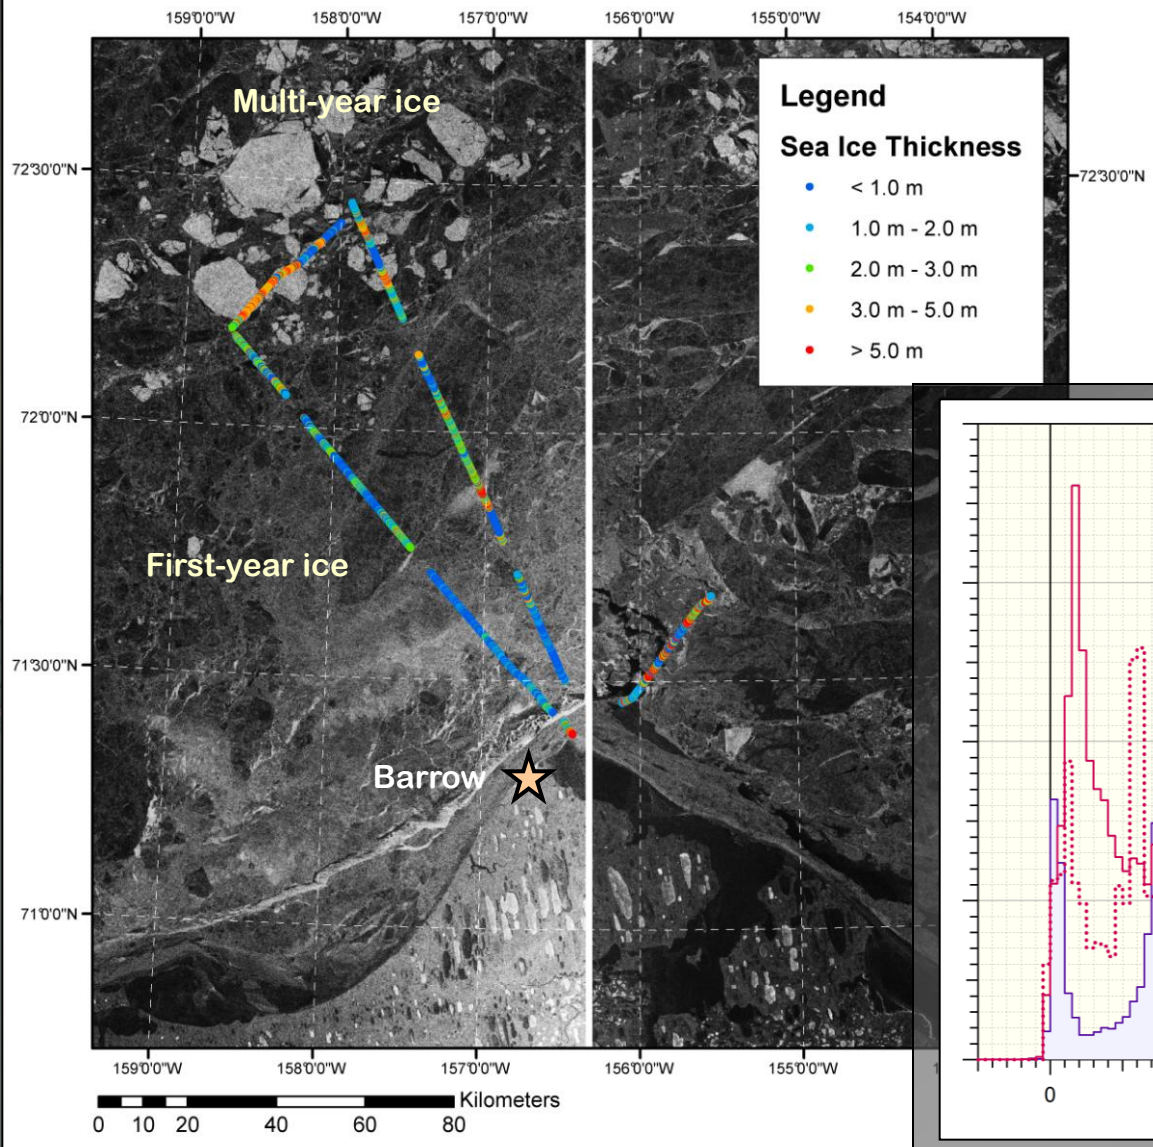 159°0'0"W 158°0'0"W 157°0'0"W 156°0'0"W 155°0'0"W 154°0'0"W
Multi-year ice
Legend
Sea Ice Thickness
< 1.0 m
1.0 m - 2.0 m
2.0 m - 3.0 m
3.0 m - 5.0 m
> 5.0 m
72°30'0"N
72°30'0"N
72°0'0"N
First-year ice
71°30'0"N
Barrow
71°0'0"N
159°0'0"W 158°0'0"W 157°0'0"W 156°0'0"W 155°0'0"W
0
Kilometers
0 10 20 40 60 80